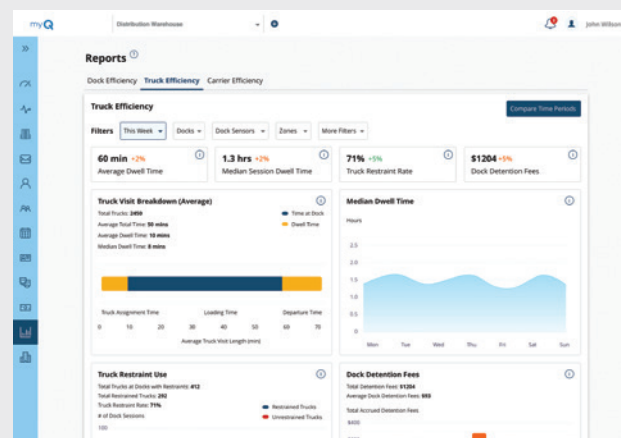 myQ
Distribution Warehouse
John Wilson
Reports
Dock Efficiency Truck Efficiency Carrier Efficiency
Truck Efficiency
Compare Time Periods
Filters This Week Docks Dock Sensors Zones More Filters
60 min +2%
Average Dwell Time
1.3 hrs +2%
Median Session Dwell Time
71% +5%
Truck Restraint Rate
$1204 +5%
Dock Detention Fees
Truck Visit Breakdown (Average)
Total Trucks: 2450
Average Total Time: 50 mins
Average Dwell Time: 10 mins
Median Dwell Time: 8 mins
Time at Dock
Dwell Time
Truck Assignment Time Loading Time Departure Time
0 10 20 30 40 50 60 70
Average Truck Visit Length (min)
Median Dwell Time
Hours
2.5
2.0
1.5
1.0
0.5
0
Mon Tue Wed Thu Fri Sat Sun
Truck Restraint Use
Total Trucks at Docks with Restraints: 412
Total Restrained Trucks: 292
Truck Restraint Rate: 71%
# of Dock Sessions
Restrained Trucks
Unrestrained Trucks
100
Dock Detention Fees
Total Detention Fees: $1204
Average Dock Detention Fees: $93
Total Accrued Detention Fees
$400